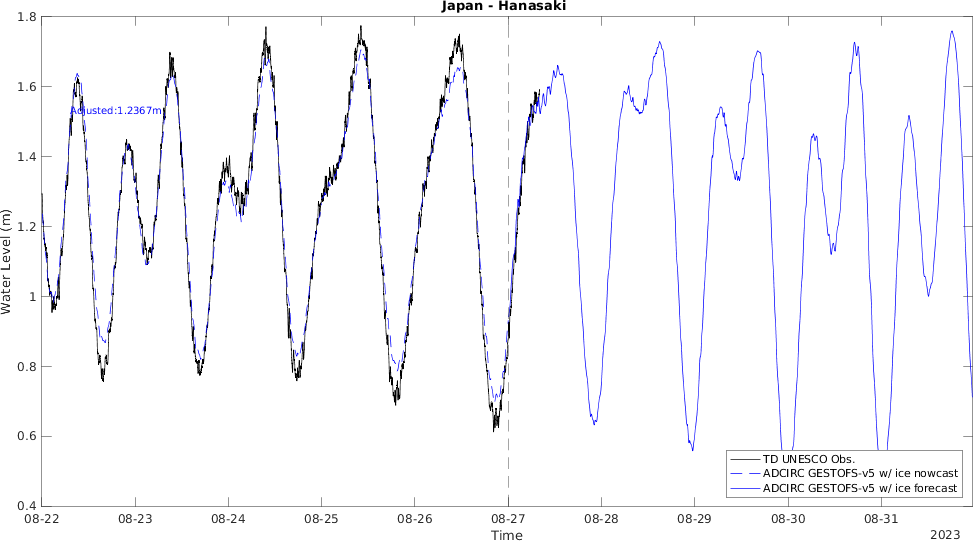 Japan - Hanasaki
1.8
1.6
1.4
1.2
1
0.8
0.6
0.4
Water Level (m)
Adjusted:1.2367m
TD UNESCO Obs.
ADCIRC GESTOFS-v5 w/ ice nowcast
ADCIRC GESTOFS-v5 w/ ice forecast
08-22 08-23 08-24 08-25 08-26 08-27 08-28 08-29 08-30 08-31
Time
2023